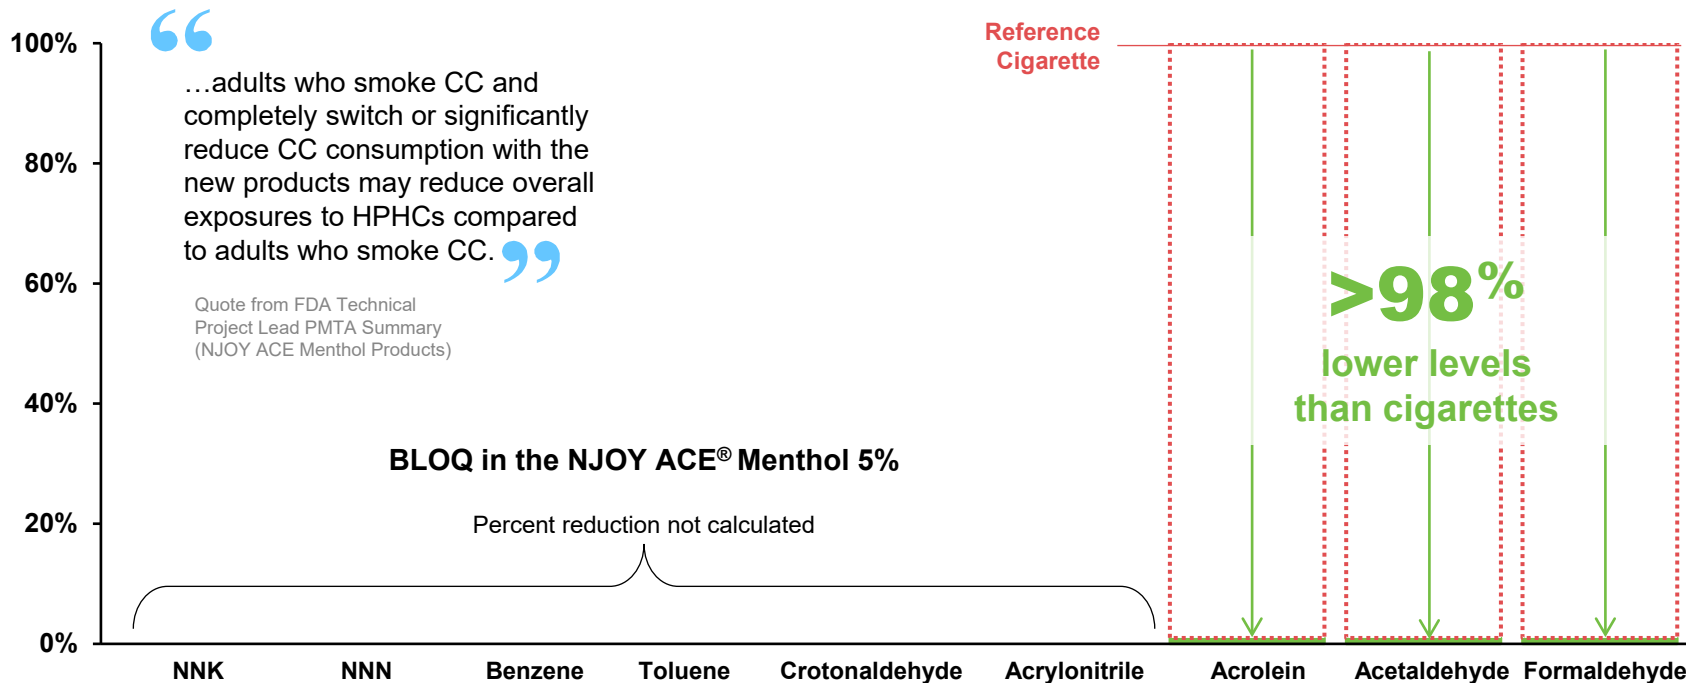 100%
80%
60%
40%
20%
0%
“
…adults who smoke CC and
completely switch or significantly
reduce CC consumption with the
new products may reduce overall
exposures to HPHCs compared
to adults who smoke CC.
”
Quote from FDA Technical
Project Lead PMTA Summary
(NJOY ACE Menthol Products)
BLOQ in the NJOY ACE® Menthol 5%
Percent reduction not calculated
Reference
Cigarette
>98%
lower levels
than cigarettes
NNK NNN Benzene Toluene Crotonaldehyde Acrylonitrile Acrolein Acetaldehyde Formaldehyde